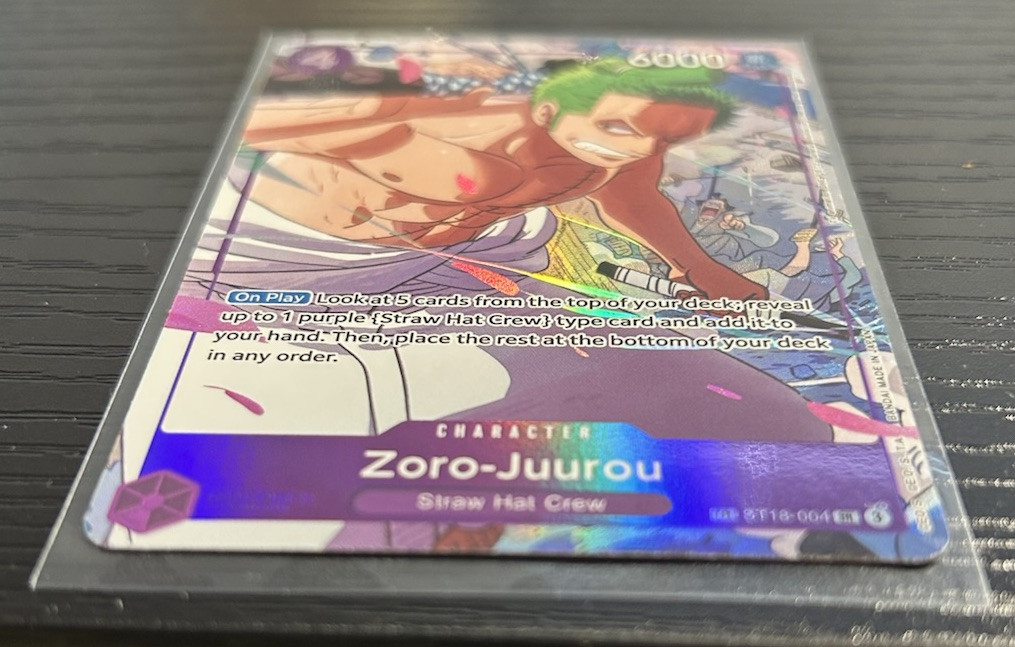 4
6000
On Play Look at 5 cards from the top of your deck; reveal
up to 1 purple {Straw Hat Crew} type card and add it to
your hand. Then, place the rest at the bottom of your deck
in any order.
CHARACTER
Zoro-Juurou
Straw Hat Crew
ST18-004 3
BANDAI MADE IN JAPAN